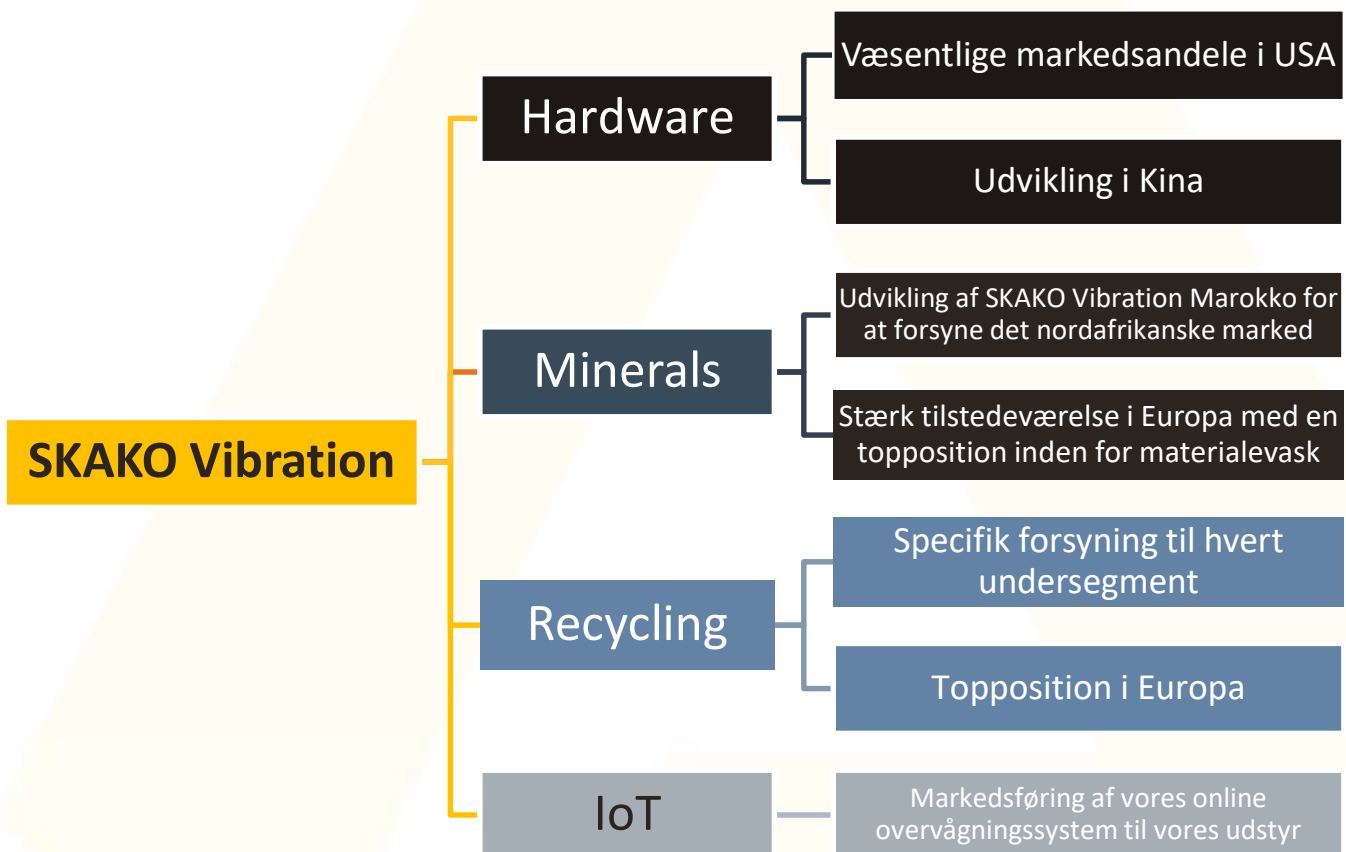 SKAKO Vibration
Hardware
Væsentlige markedsandele i USA
Udvikling i Kina
Minerals
Udvikling af SKAKO Vibration Marokko for
at forsyne det nordafrikanske marked
Stærk tilstedeværelse i Europa med en
topposition inden for materialevask
Recycling
Specifik forsyning til hvert
undersegment
Topposition i Europa
IoT
Markedsføring af vores online
overvågningssystem til vores udstyr